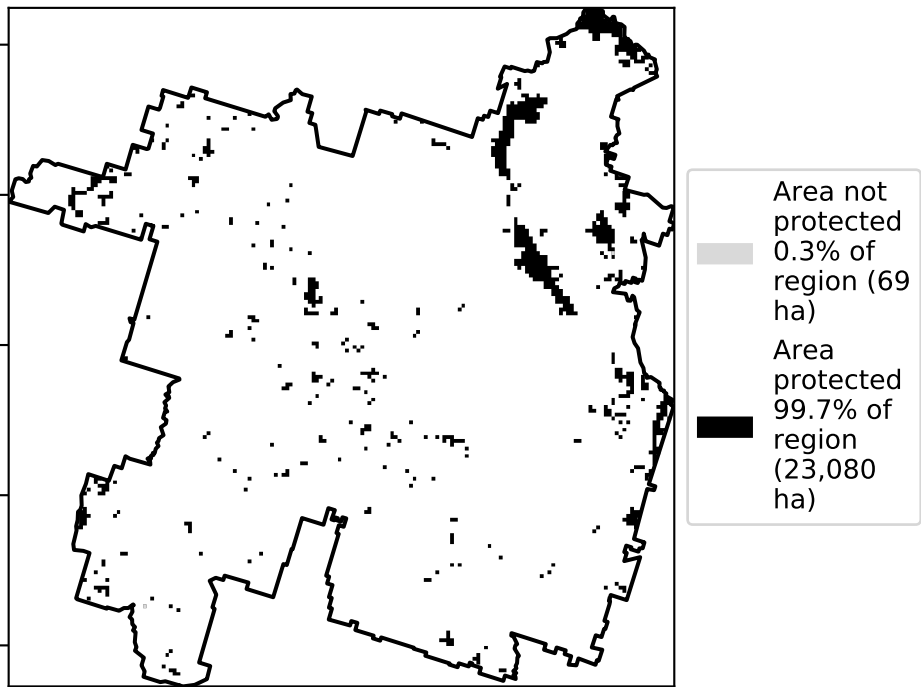 Area not
protected
0.3% of
region (69
ha)
Area
protected
99.7% of
region
(23,080
ha)